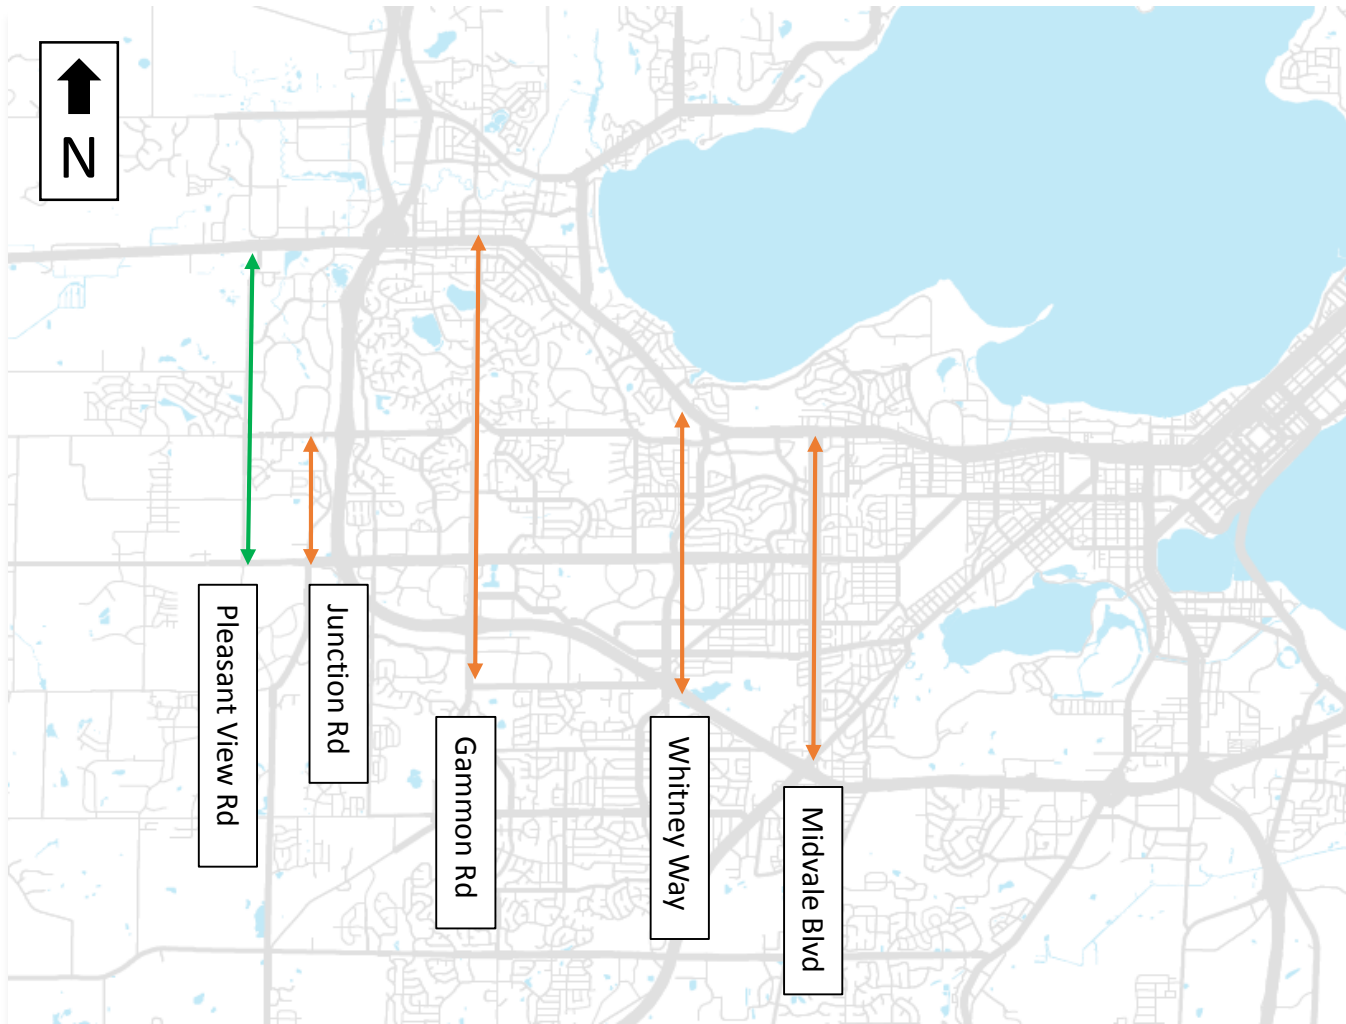 N
Pleasant View Rd
Junction Rd
Gammon Rd
Whitney Way
Midvale Blvd